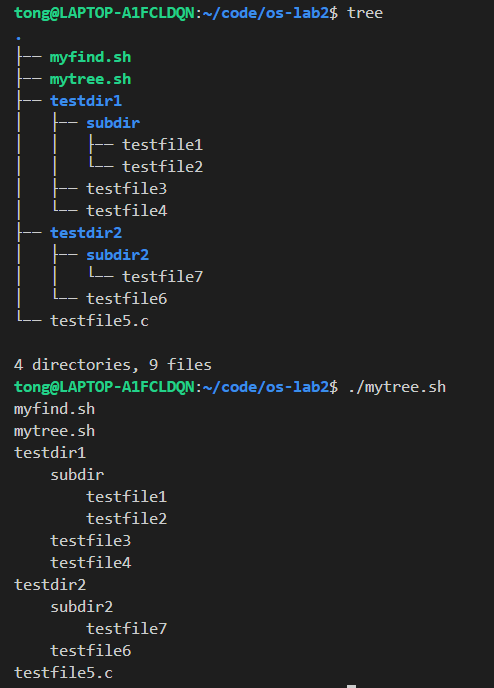 tong@LAPTOP-A1FCLDQN:~/code/os-lab2$ tree
.
├── myfind.sh
├── mytree.sh
├── testdir1
│   ├── subdir
│   │   ├── testfile1
│   │   └── testfile2
│   ├── testfile3
│   └── testfile4
├── testdir2
│   ├── subdir2
│   │   └── testfile7
│   └── testfile6
└── testfile5.c

4 directories, 9 files
tong@LAPTOP-A1FCLDQN:~/code/os-lab2$ ./mytree.sh
myfind.sh
mytree.sh
testdir1
    subdir
        testfile1
        testfile2
    testfile3
    testfile4
testdir2
    subdir2
        testfile7
    testfile6
testfile5.c